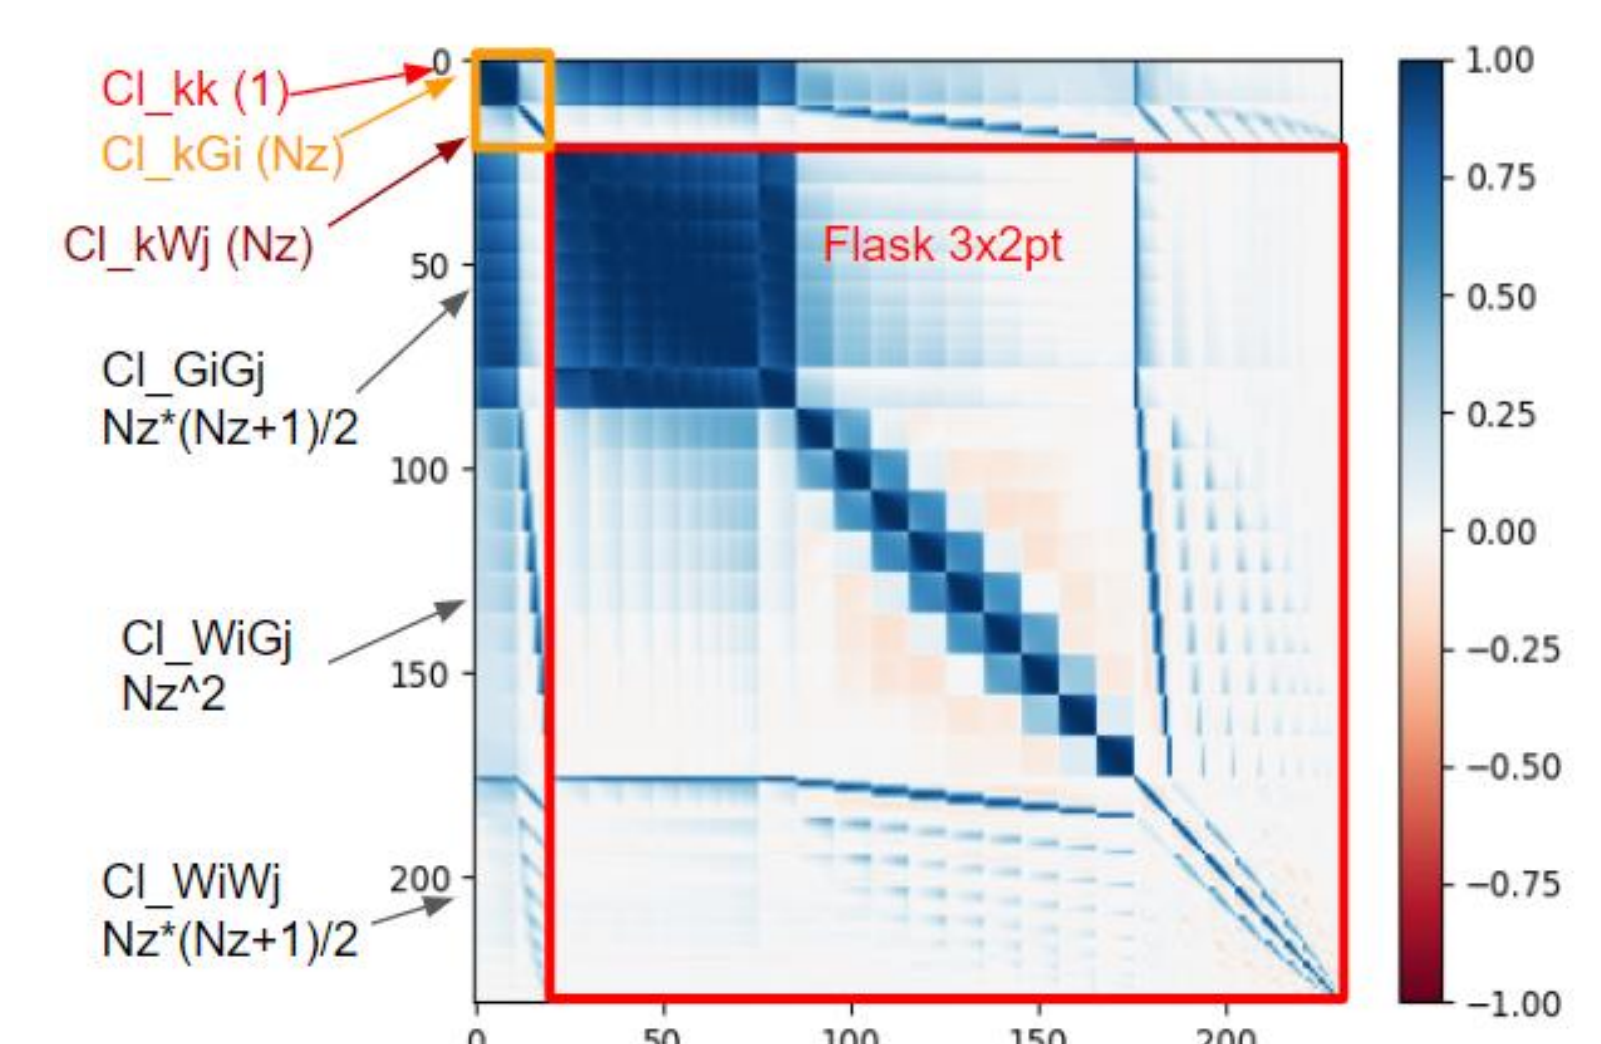 Cl_kk (1)
Cl_kGi (Nz)
Cl_kWj (Nz)
Cl_GiGj
Nz*(Nz+1)/2
Cl_WiGj
Nz^2
Cl_WiWj
Nz*(Nz+1)/2
0
50
100
150
200
Flask 3x2pt
0
50
100
150
200
1.00
0.75
0.50
0.25
0.00
−0.25
−0.50
−0.75
−1.00